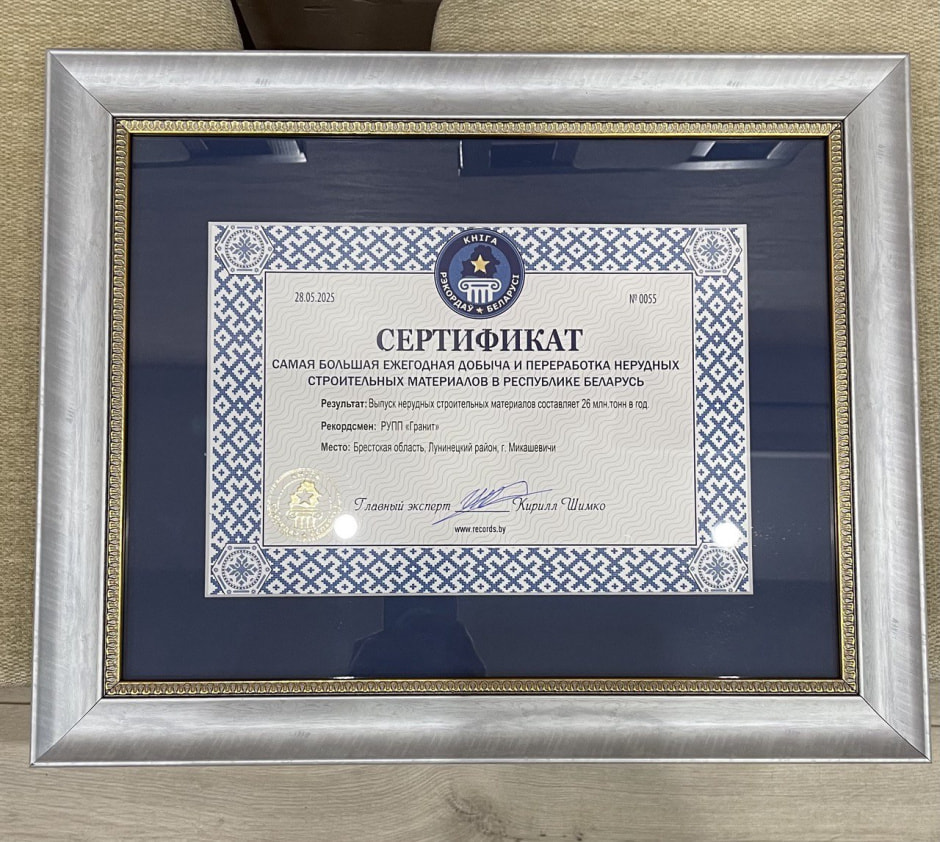 КНІГА
РЭКОРДАЎ ★ БЕЛАРУСІ
28.05.2025
№ 0055
СЕРТИФИКАТ
САМАЯ БОЛЬШАЯ ЕЖЕГОДНАЯ ДОБЫЧА И ПЕРЕРАБОТКА НЕРУДНЫХ
СТРОИТЕЛЬНЫХ МАТЕРИАЛОВ В РЕСПУБЛИКЕ БЕЛАРУСЬ
Результат: Выпуск нерудных строительных материалов составляет 26 млн.тонн в год.
Рекордсмен: РУПП «Гранит»
Место: Брестская область, Лунинецкий район, г. Микашевичи
Главный эксперт Кирилл Шимко
www.records.by